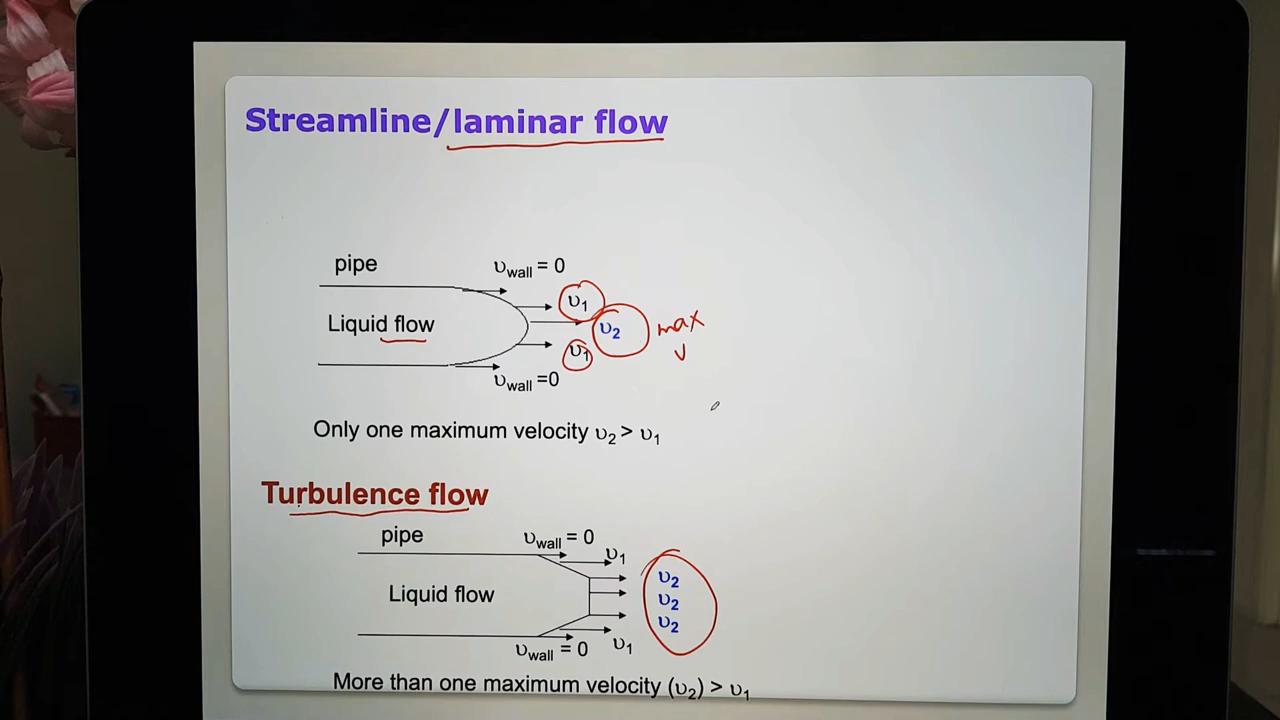 Streamline/laminar flow
pipe
υwall = 0
υ1
Liquid flow
υ2
max
υ1
v
υwall =0
Only one maximum velocity υ2 > υ1
Turbulence flow
pipe
υwall = 0
υ1
υ2
Liquid flow
υ2
υ2
υwall = 0
υ1
More than one maximum velocity (υ2) > υ1